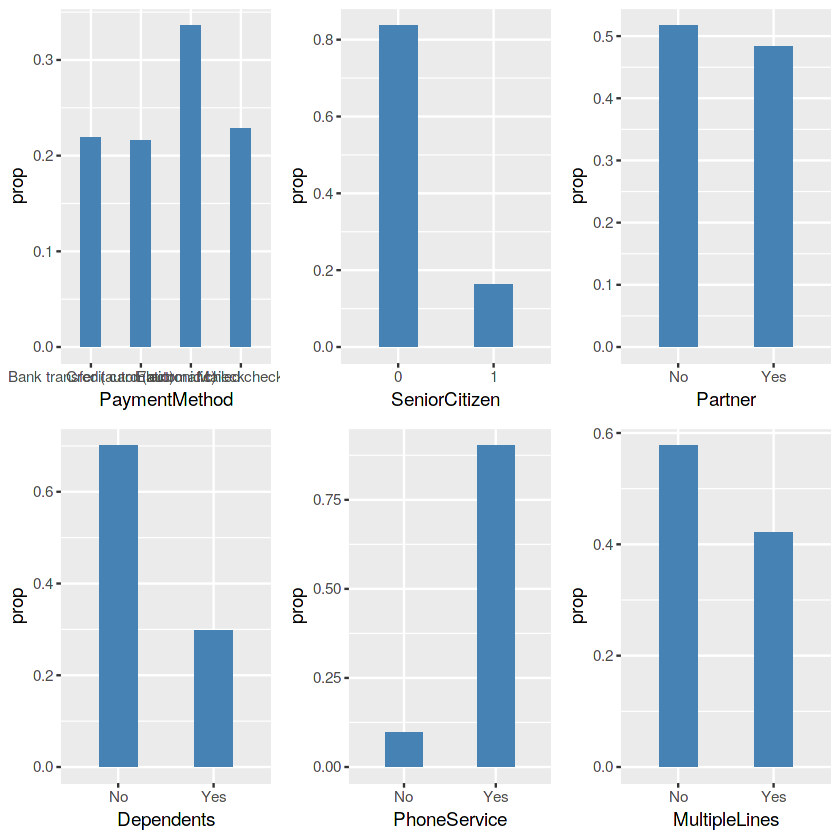 prop
0.3
0.2
0.1
0.0
Bank transfer
PaymentMethod
prop
0.8
0.6
0.4
0.2
0.0
0 1
SeniorCitizen
prop
0.5
0.4
0.3
0.2
0.1
0.0
No Yes
Partner
prop
0.6
0.4
0.2
0.0
No Yes
Dependents
prop
0.75
0.50
0.25
0.00
No Yes
PhoneService
prop
0.6
0.4
0.2
0.0
No Yes
MultipleLines